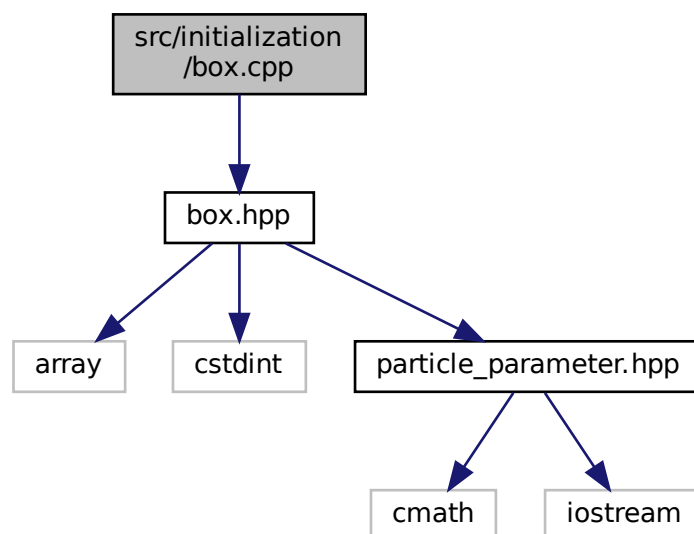 src/initialization
/box.cpp
box.hpp
array
cstdint
particle_parameter.hpp
cmath
iostream